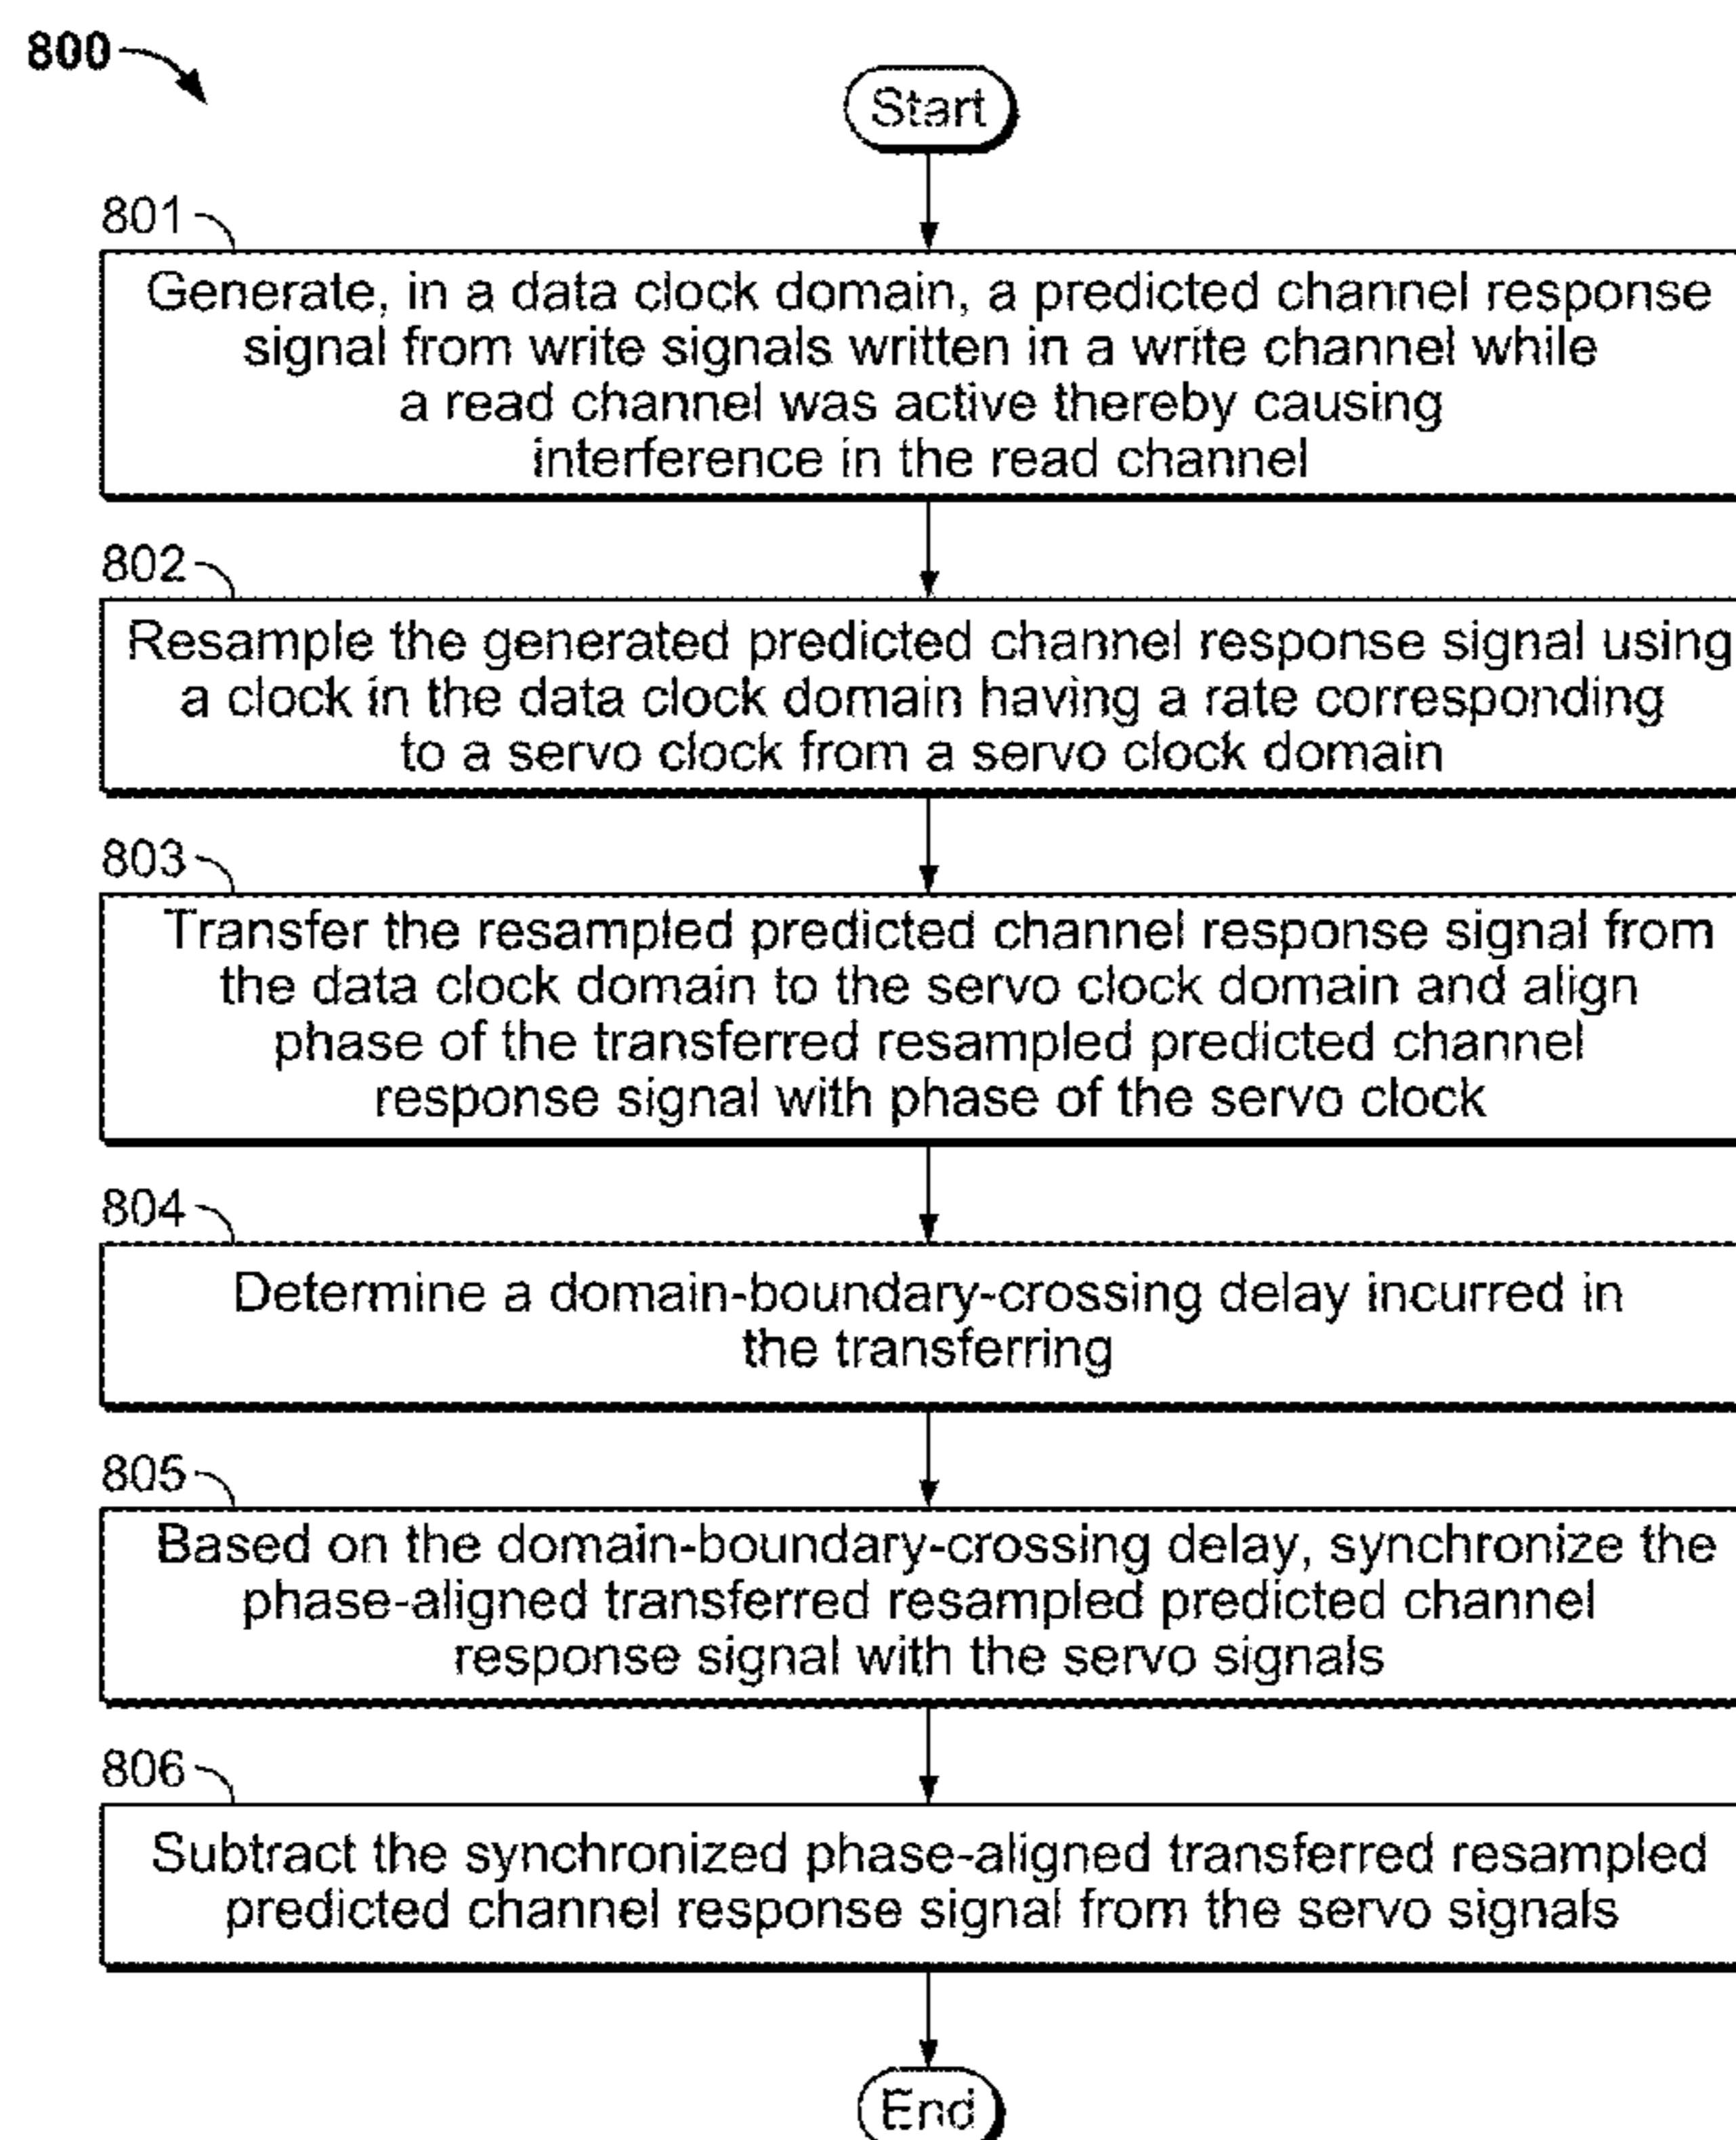 800
Start
801
Generate, in a data clock domain, a predicted channel response
signal from write signals written in a write channel while
a read channel was active thereby causing
interference in the read channel
802
Resample the generated predicted channel response signal using
a clock in the data clock domain having a rate corresponding
to a servo clock from a servo clock domain
803
Transfer the resampled predicted channel response signal from
the data clock domain to the servo clock domain and align
phase of the transferred resampled predicted channel
response signal with phase of the servo clock
804
Determine a domain-boundary-crossing delay incurred in
the transferring
805
Based on the domain-boundary-crossing delay, synchronize the
phase-aligned transferred resampled predicted channel
response signal with the servo signals
806
Subtract the synchronized phase-aligned transferred resampled
predicted channel response signal from the servo signals
End